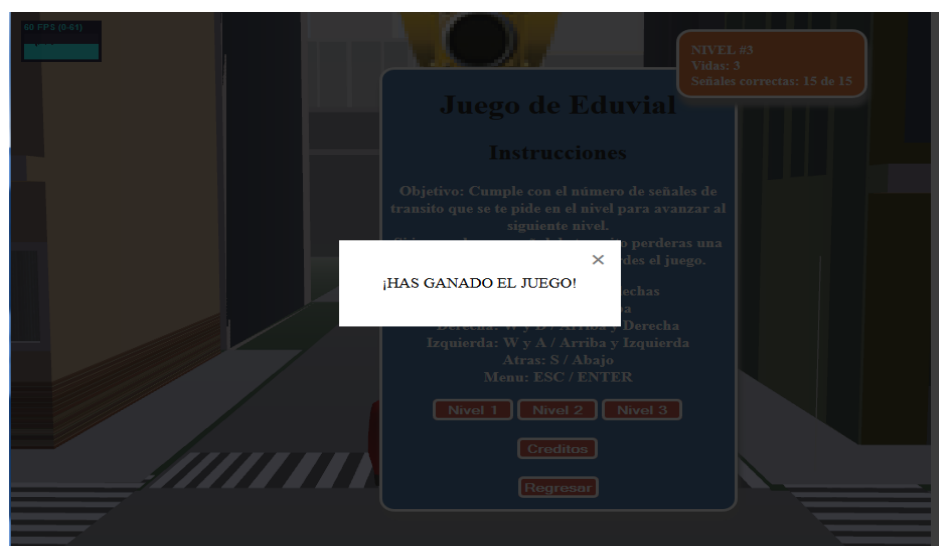 60 FPS (0-61)
NIVEL #3
Vidas: 3
Señales correctas: 15 de 15
Juego de Eduvial
Instrucciones
Objetivo: Cumple con el número de señales de
transito que se te pide en el nivel para avanzar al
siguiente nivel.
perderas una
el juego.
¡HAS GANADO EL JUEGO!
Derecha: W y D / Arriba y Derecha
Izquierda: W y A / Arriba y Izquierda
Atras: S / Abajo
Menu: ESC / ENTER
Nivel 1 Nivel 2 Nivel 3
Creditos
Regresar